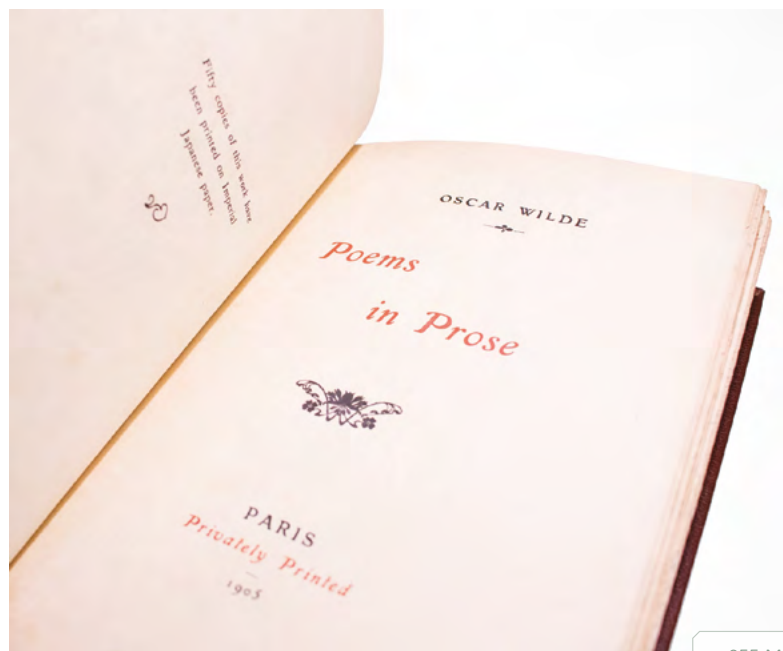 Fifty copies of this work have
been printed on Imperial
Japanese paper.
OSCAR WILDE
Poems
in Prose
PARIS
Privately Printed
1905